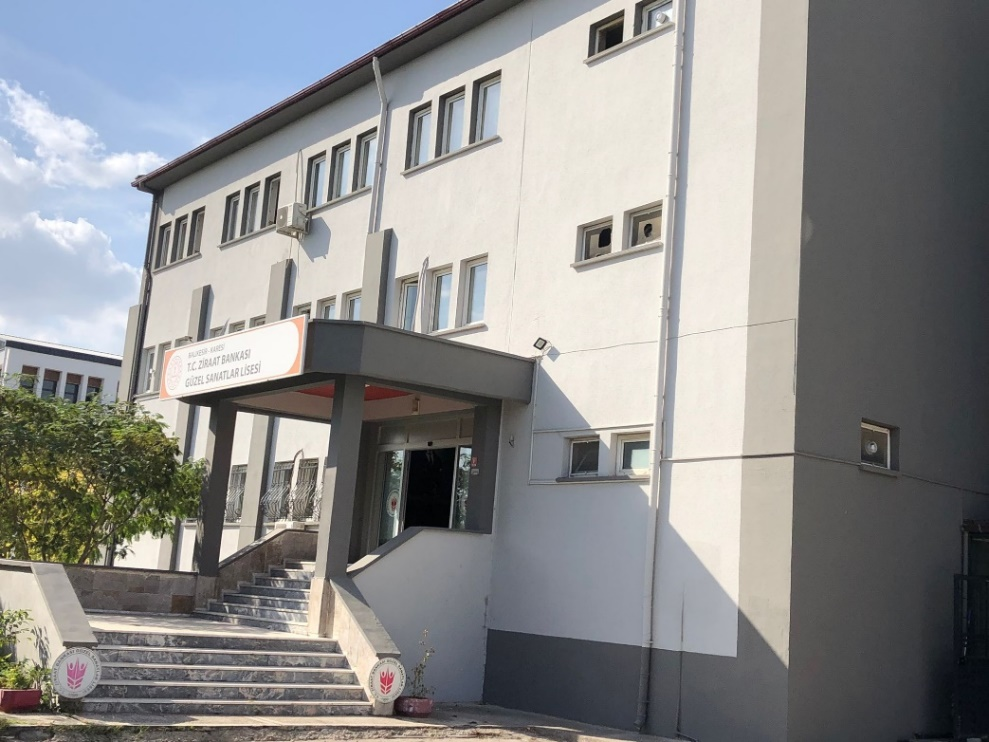 BALIKESİR - KARESİ
T.C. ZİRAAT BANKASI
GÜZEL SANATLAR LİSESİ